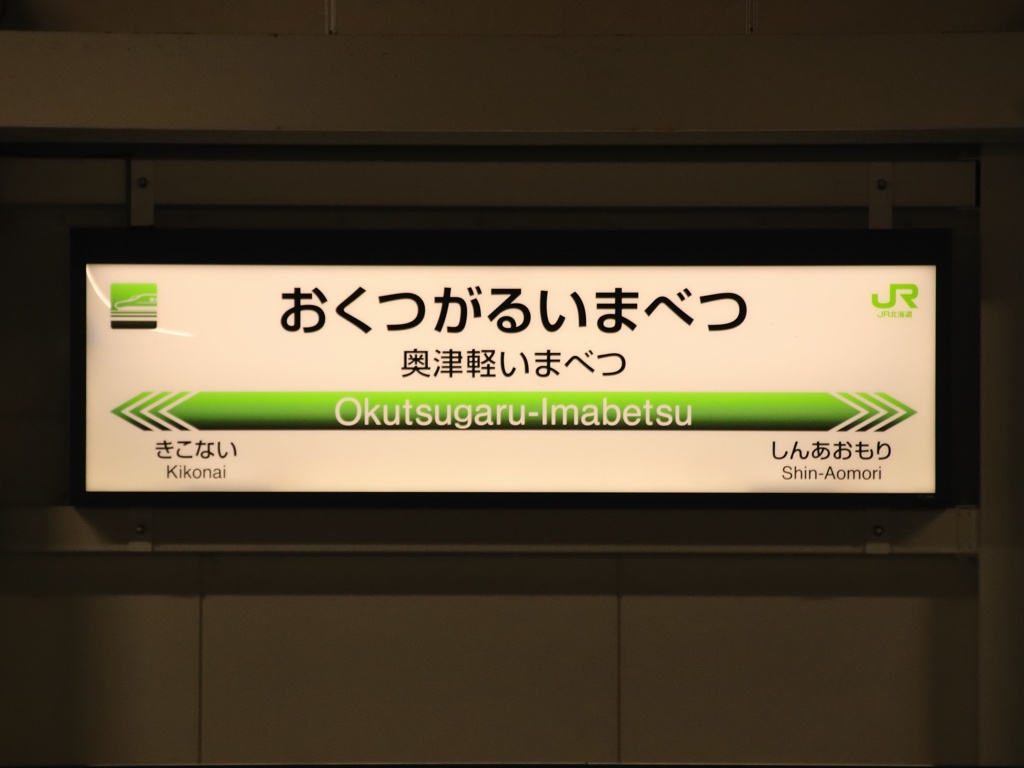 おくつがるいまべつ
JR
JR北海道
奥津軽いまべつ
Okutsugaru-Imabetsu
きこない
Kikonai
しんあおもり
Shin-Aomori